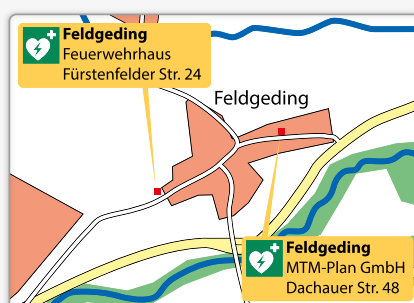 Feldgeding
Feuerwehrhaus
Fürstenfelder Str. 24
Feldgeding
Feldgeding
MTM-Plan GmbH
Dachauer Str. 48